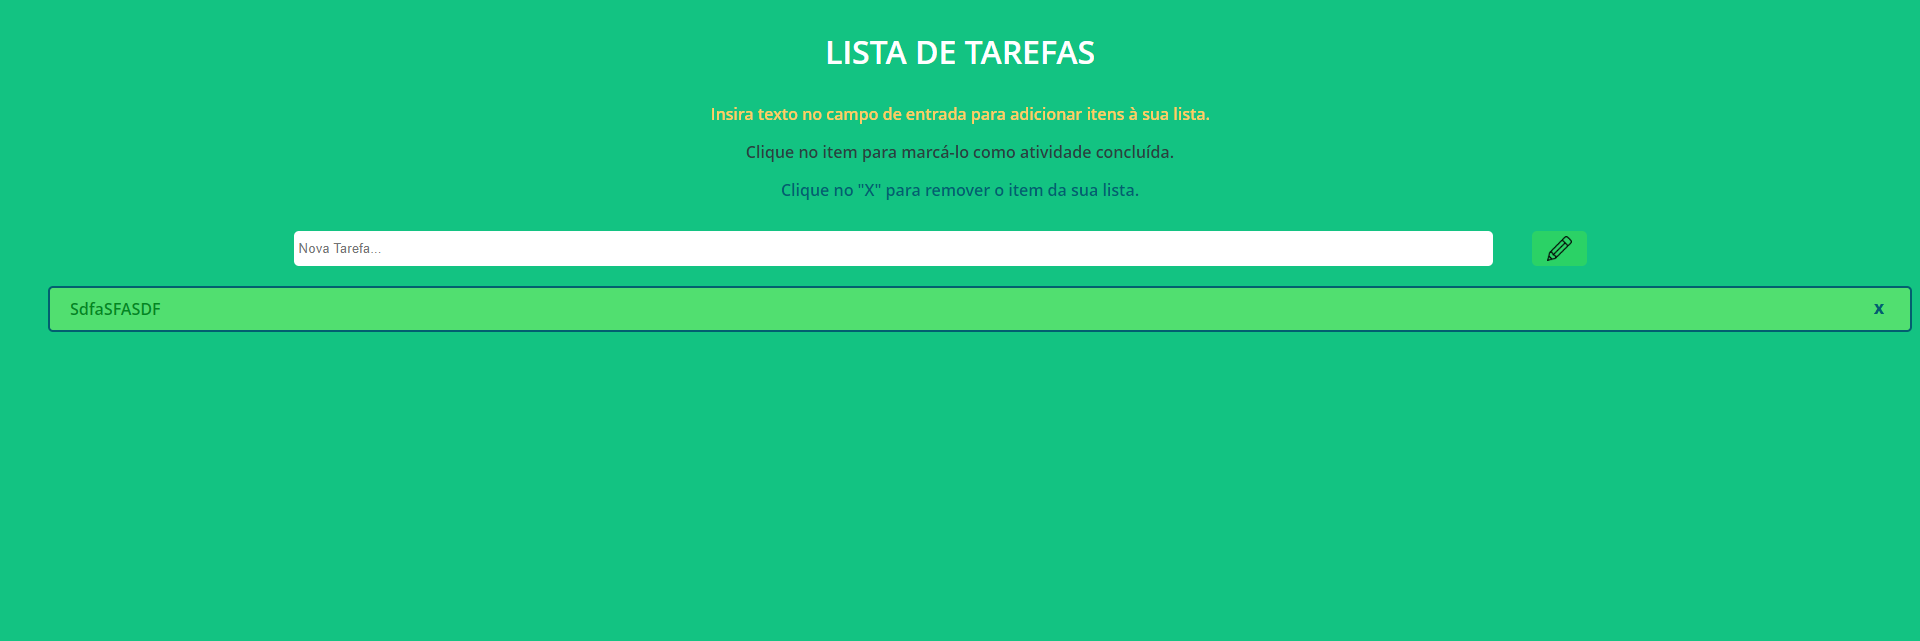 LISTA DE TAREFAS
Insira texto no campo de entrada para adicionar itens à sua lista.
Clique no item para marcá-lo como atividade concluída.
Clique no "X" para remover o item da sua lista.
Nova Tarefa...
SdfaSFASDF x